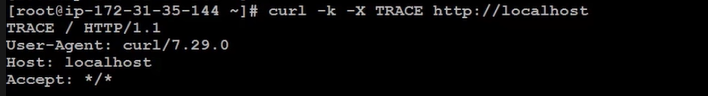 [root@ip-172-31-35-144 ~]# curl -k -X TRACE http://localhost
TRACE / HTTP/1.1
User-Agent: curl/7.29.0
Host: localhost
Accept: */*